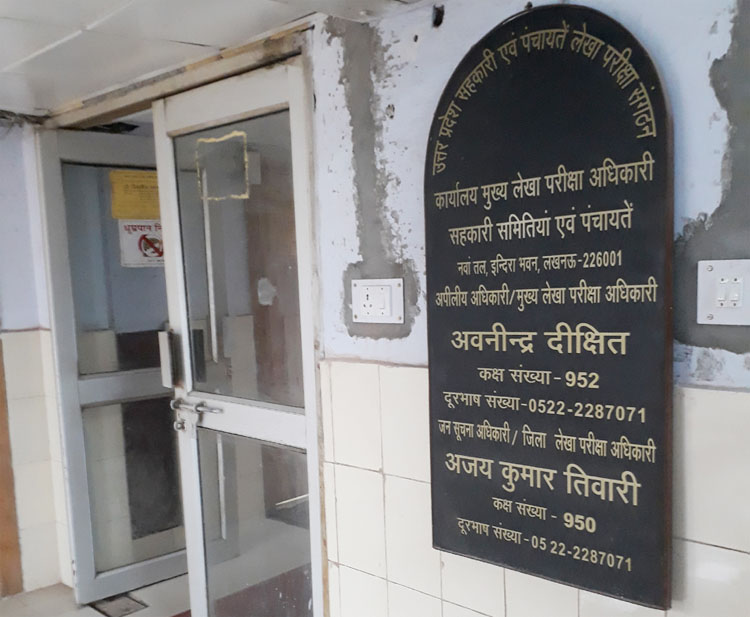 उत्तर प्रदेश सहकारी एवं पंचायतें लेखा परीक्षा संगठन
कार्यालय मुख्य लेखा परीक्षा अधिकारी
सहकारी समितियां एवं पंचायतें
नवां तल, इन्दिरा भवन, लखनऊ-226001
अपीलीय अधिकारी/मुख्य लेखा परीक्षा अधिकारी
अवनीन्द्र दीक्षित
कक्ष संख्या-952
दूरभाष संख्या-0522-2287071
जन सूचना अधिकारी/ जिला लेखा परीक्षा अधिकारी
अजय कुमार तिवारी
कक्ष संख्या - 950
दूरभाष संख्या-0522-2287071
धूम्रपान